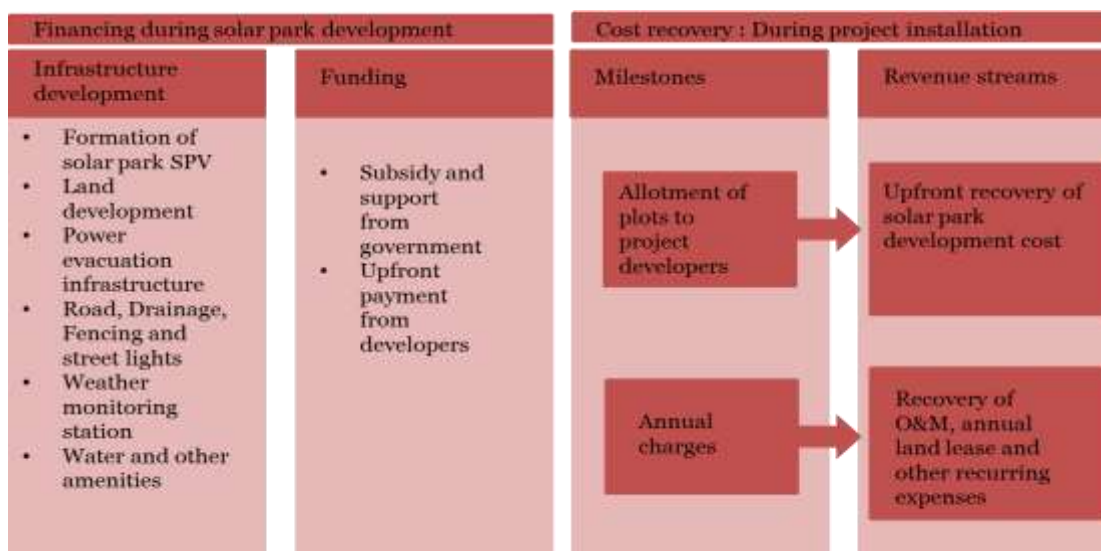 Financing during solar park development
Cost recovery : During project installation
Infrastructure
development
• Formation of
solar park SPV
• Land
development
• Power
evacuation
infrastructure
• Road, Drainage,
Fencing and
street lights
• Weather
monitoring
station
• Water and other
amenities
Funding
• Subsidy and
support
from
government
• Upfront
payment
from
developers
Milestones
Allotment of
plots to
project
developers
Annual
charges
Revenue streams
Upfront recovery of
solar park
development cost
Recovery of
O&M, annual
land lease and
other recurring
expenses